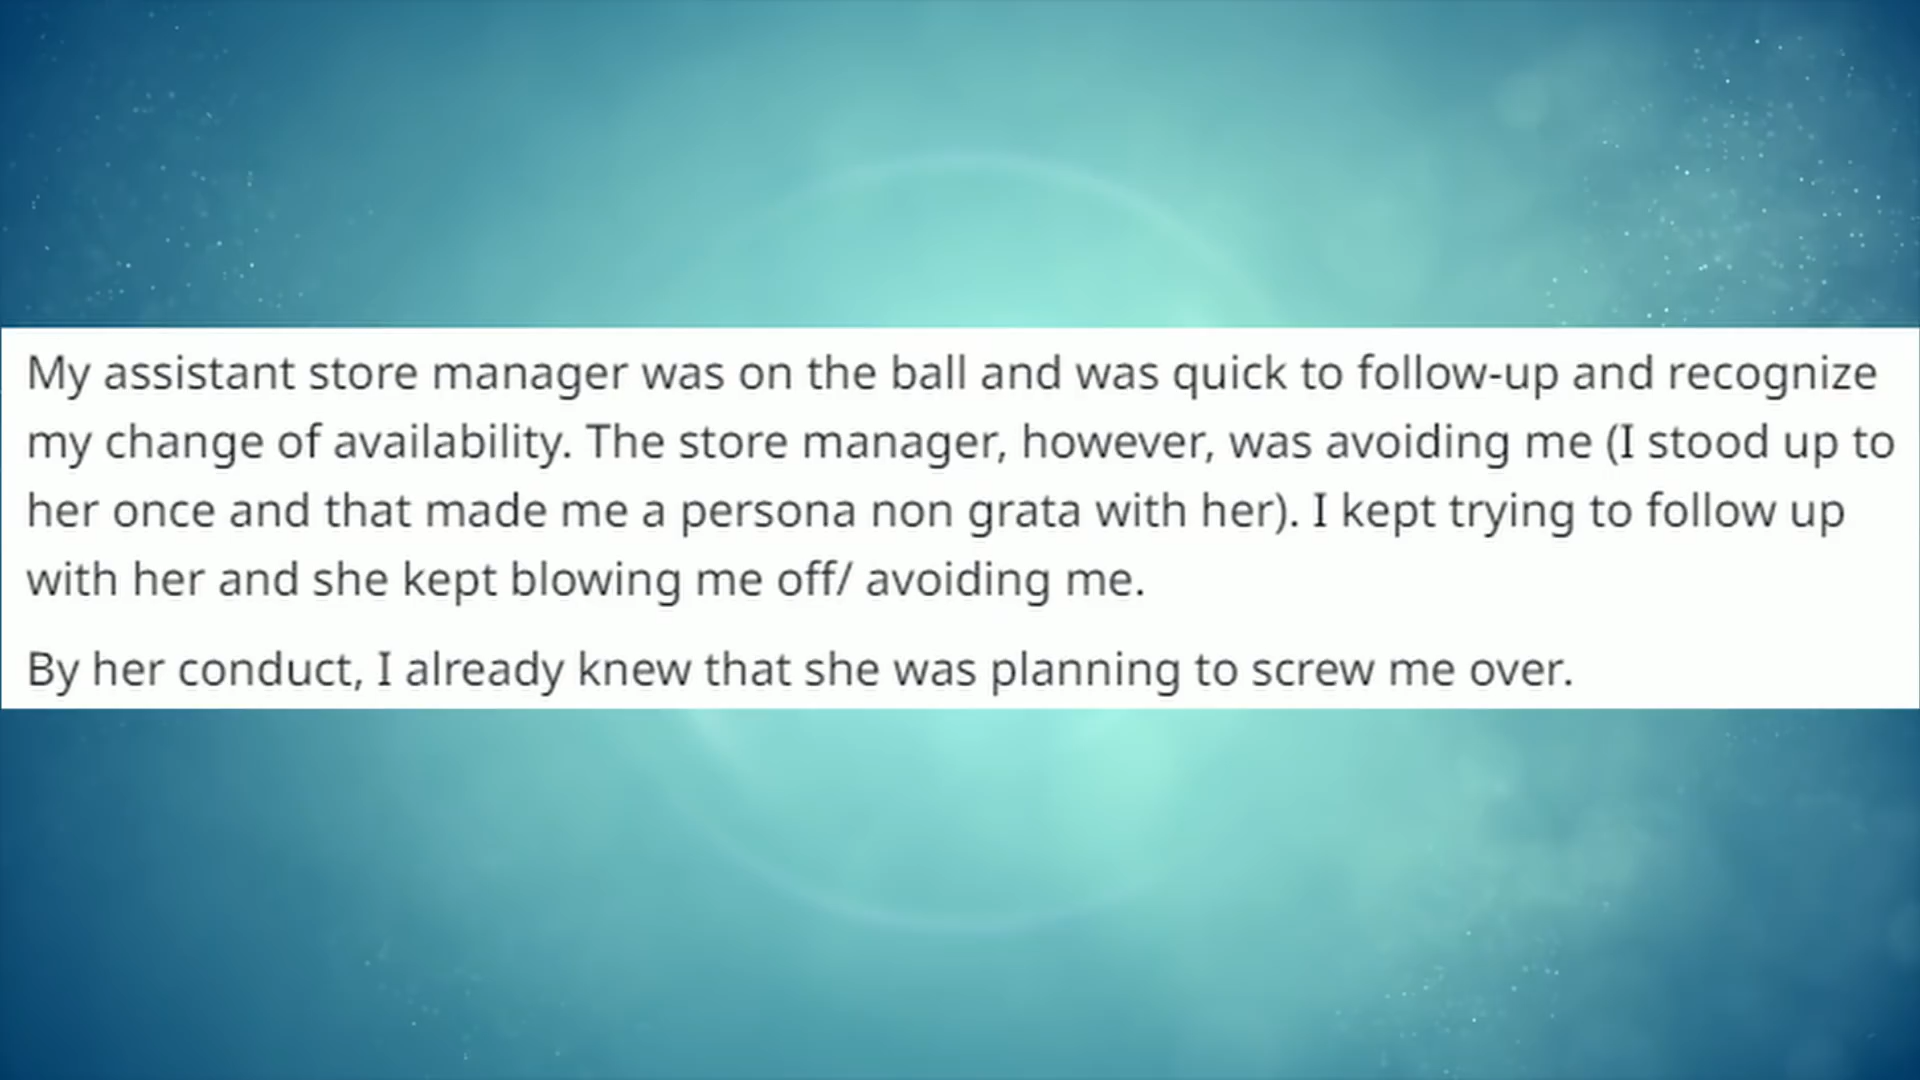 My assistant store manager was on the ball and was quick to follow-up and recognize
my change of availability. The store manager, however, was avoiding me (I stood up to
her once and that made me a persona non grata with her). I kept trying to follow up
with her and she kept blowing me off/ avoiding me.
By her conduct, I already knew that she was planning to screw me over.